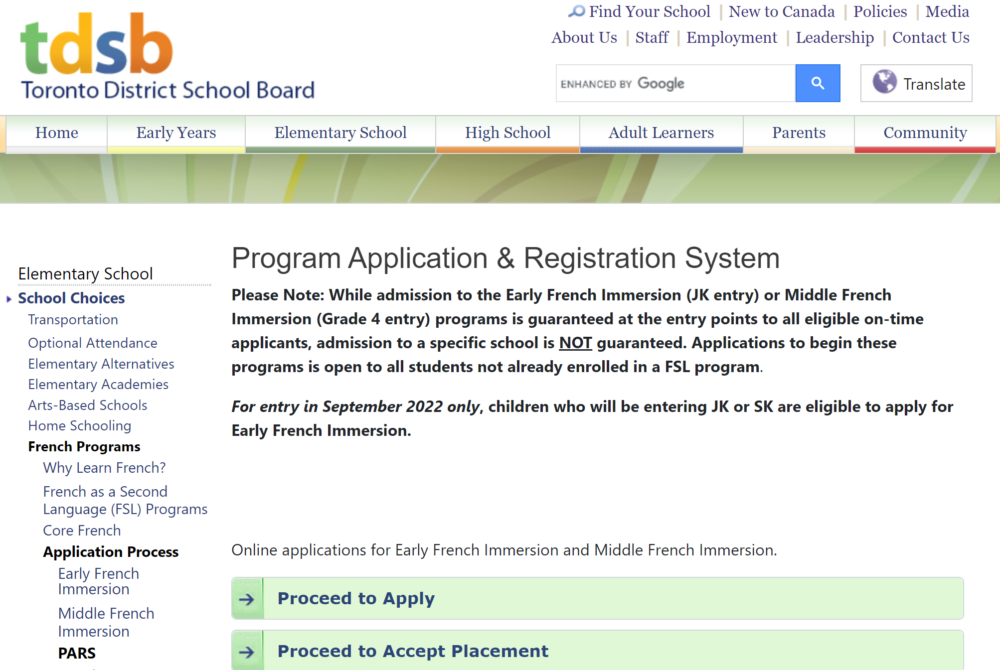 tdsb
Toronto District School Board
Find Your School | New to Canada | Policies | Media
About Us | Staff | Employment | Leadership | Contact Us
ENHANCED BY Google
Translate
Home
Early Years
Elementary School
High School
Adult Learners
Parents
Community
Elementary School
School Choices
Transportation
Optional Attendance
Elementary Alternatives
Elementary Academies
Arts-Based Schools
Home Schooling
French Programs
Why Learn French?
French as a Second
Language (FSL) Programs
Core French
Application Process
Early French
Immersion
Middle French
Immersion
PARS
Program Application & Registration System
Please Note: While admission to the Early French Immersion (JK entry) or Middle French
Immersion (Grade 4 entry) programs is guaranteed at the entry points to all eligible on-time
applicants, admission to a specific school is NOT guaranteed. Applications to begin these
programs is open to all students not already enrolled in a FSL program.
For entry in September 2022 only, children who will be entering JK or SK are eligible to apply for
Early French Immersion.
Online applications for Early French Immersion and Middle French Immersion.
Proceed to Apply
Proceed to Accept Placement